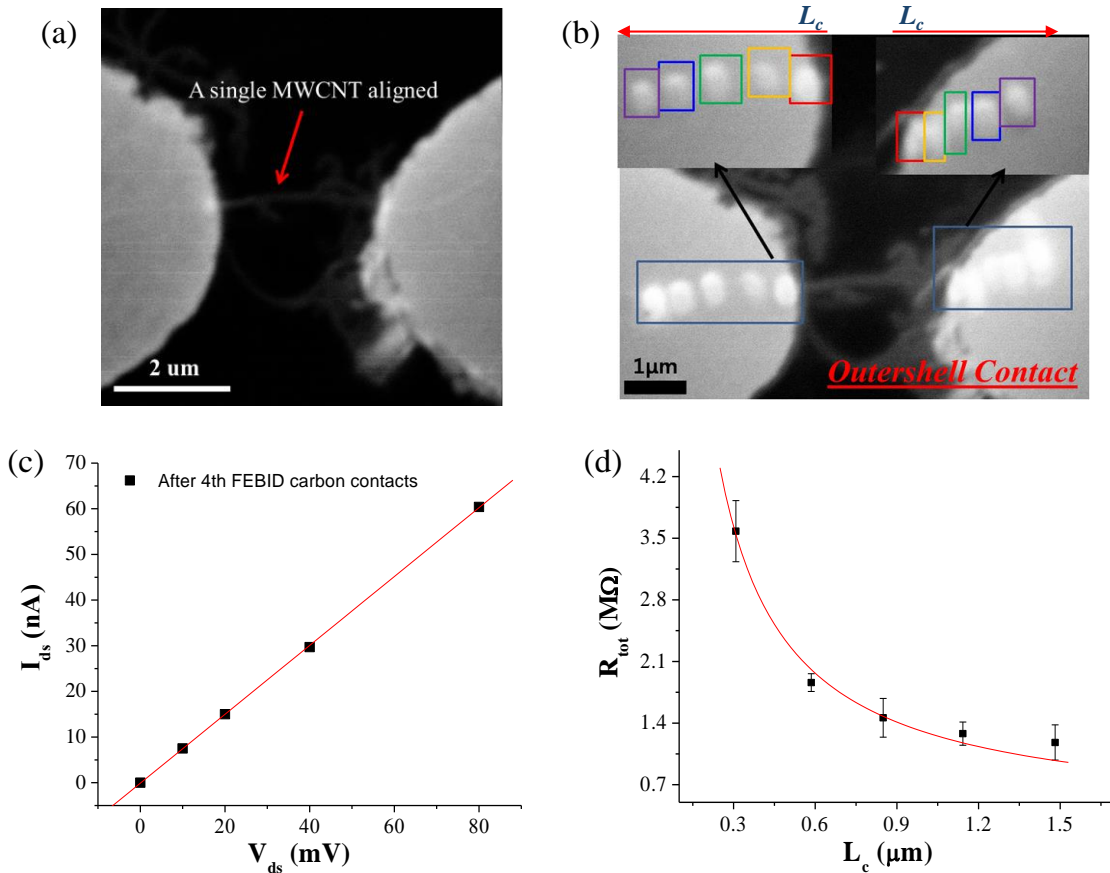 (a)
A single MWCNT aligned
2 um
(b)
L_c
L_c
1μm
Outershell Contact
(c)
70
60
50
40
30
20
10
0
I_ds (nA)
After 4th FEBID carbon contacts
0 20 40 60 80
V_ds (mV)
(d)
4.2
3.5
2.8
2.1
1.4
0.7
R_tot (MΩ)
0.3 0.6 0.9 1.2 1.5
L_c (μm)